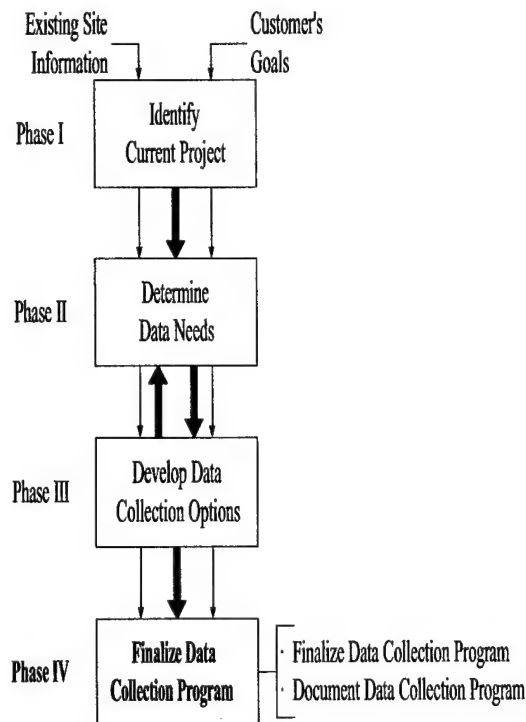 Existing Site
Information
Customer's
Goals
Phase I
Identify
Current Project
Phase II
Determine
Data Needs
Phase III
Develop Data
Collection Options
Phase IV
Finalize Data
Collection Program
· Finalize Data Collection Program
· Document Data Collection Program